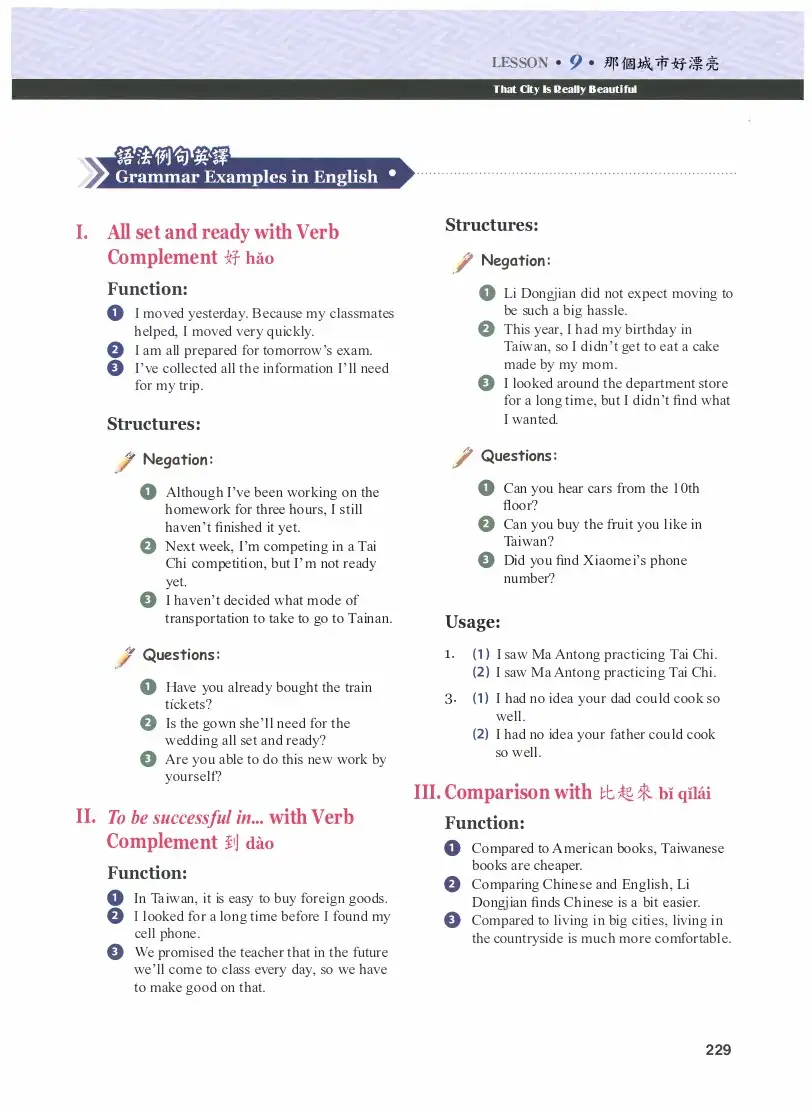 LESSON • 9 • 那個城市好漂亮
That City Is Really Beautiful
語法例句英譯
Grammar Examples in English •
I. All set and ready with Verb
Complement 好 hǎo
Function:
1 I moved yesterday. Because my classmates
helped, I moved very quickly.
2 I am all prepared for tomorrow's exam.
3 I've collected all the information I'll need
for my trip.
Structures:
Negation:
1 Although I've been working on the
homework for three hours, I still
haven't finished it yet.
2 Next week, I'm competing in a Tai
Chi competition, but I'm not ready
yet.
3 I haven't decided what mode of
transportation to take to go to Tainan.
Questions:
1 Have you already bought the train
tickets?
2 Is the gown she'll need for the
wedding all set and ready?
3 Are you able to do this new work by
yourself?
II. To be successful in... with Verb
Complement 到 dào
Function:
1 In Taiwan, it is easy to buy foreign goods.
2 I looked for a long time before I found my
cell phone.
3 We promised the teacher that in the future
we'll come to class every day, so we have
to make good on that.
Structures:
Negation:
1 Li Dongjian did not expect moving to
be such a big hassle.
2 This year, I had my birthday in
Taiwan, so I didn't get to eat a cake
made by my mom.
3 I looked around the department store
for a long time, but I didn't find what
I wanted.
Questions:
1 Can you hear cars from the 10th
floor?
2 Can you buy the fruit you like in
Taiwan?
3 Did you find Xiaomei's phone
number?
Usage:
1. (1) I saw Ma Antong practicing Tai Chi.
(2) I saw Ma Antong practicing Tai Chi.
3. (1) I had no idea your dad could cook so
well.
(2) I had no idea your father could cook
so well.
III. Comparison with 比起來 bǐ qǐlái
Function:
1 Compared to American books, Taiwanese
books are cheaper.
2 Comparing Chinese and English, Li
Dongjian finds Chinese is a bit easier.
3 Compared to living in big cities, living in
the countryside is much more comfortable.
229